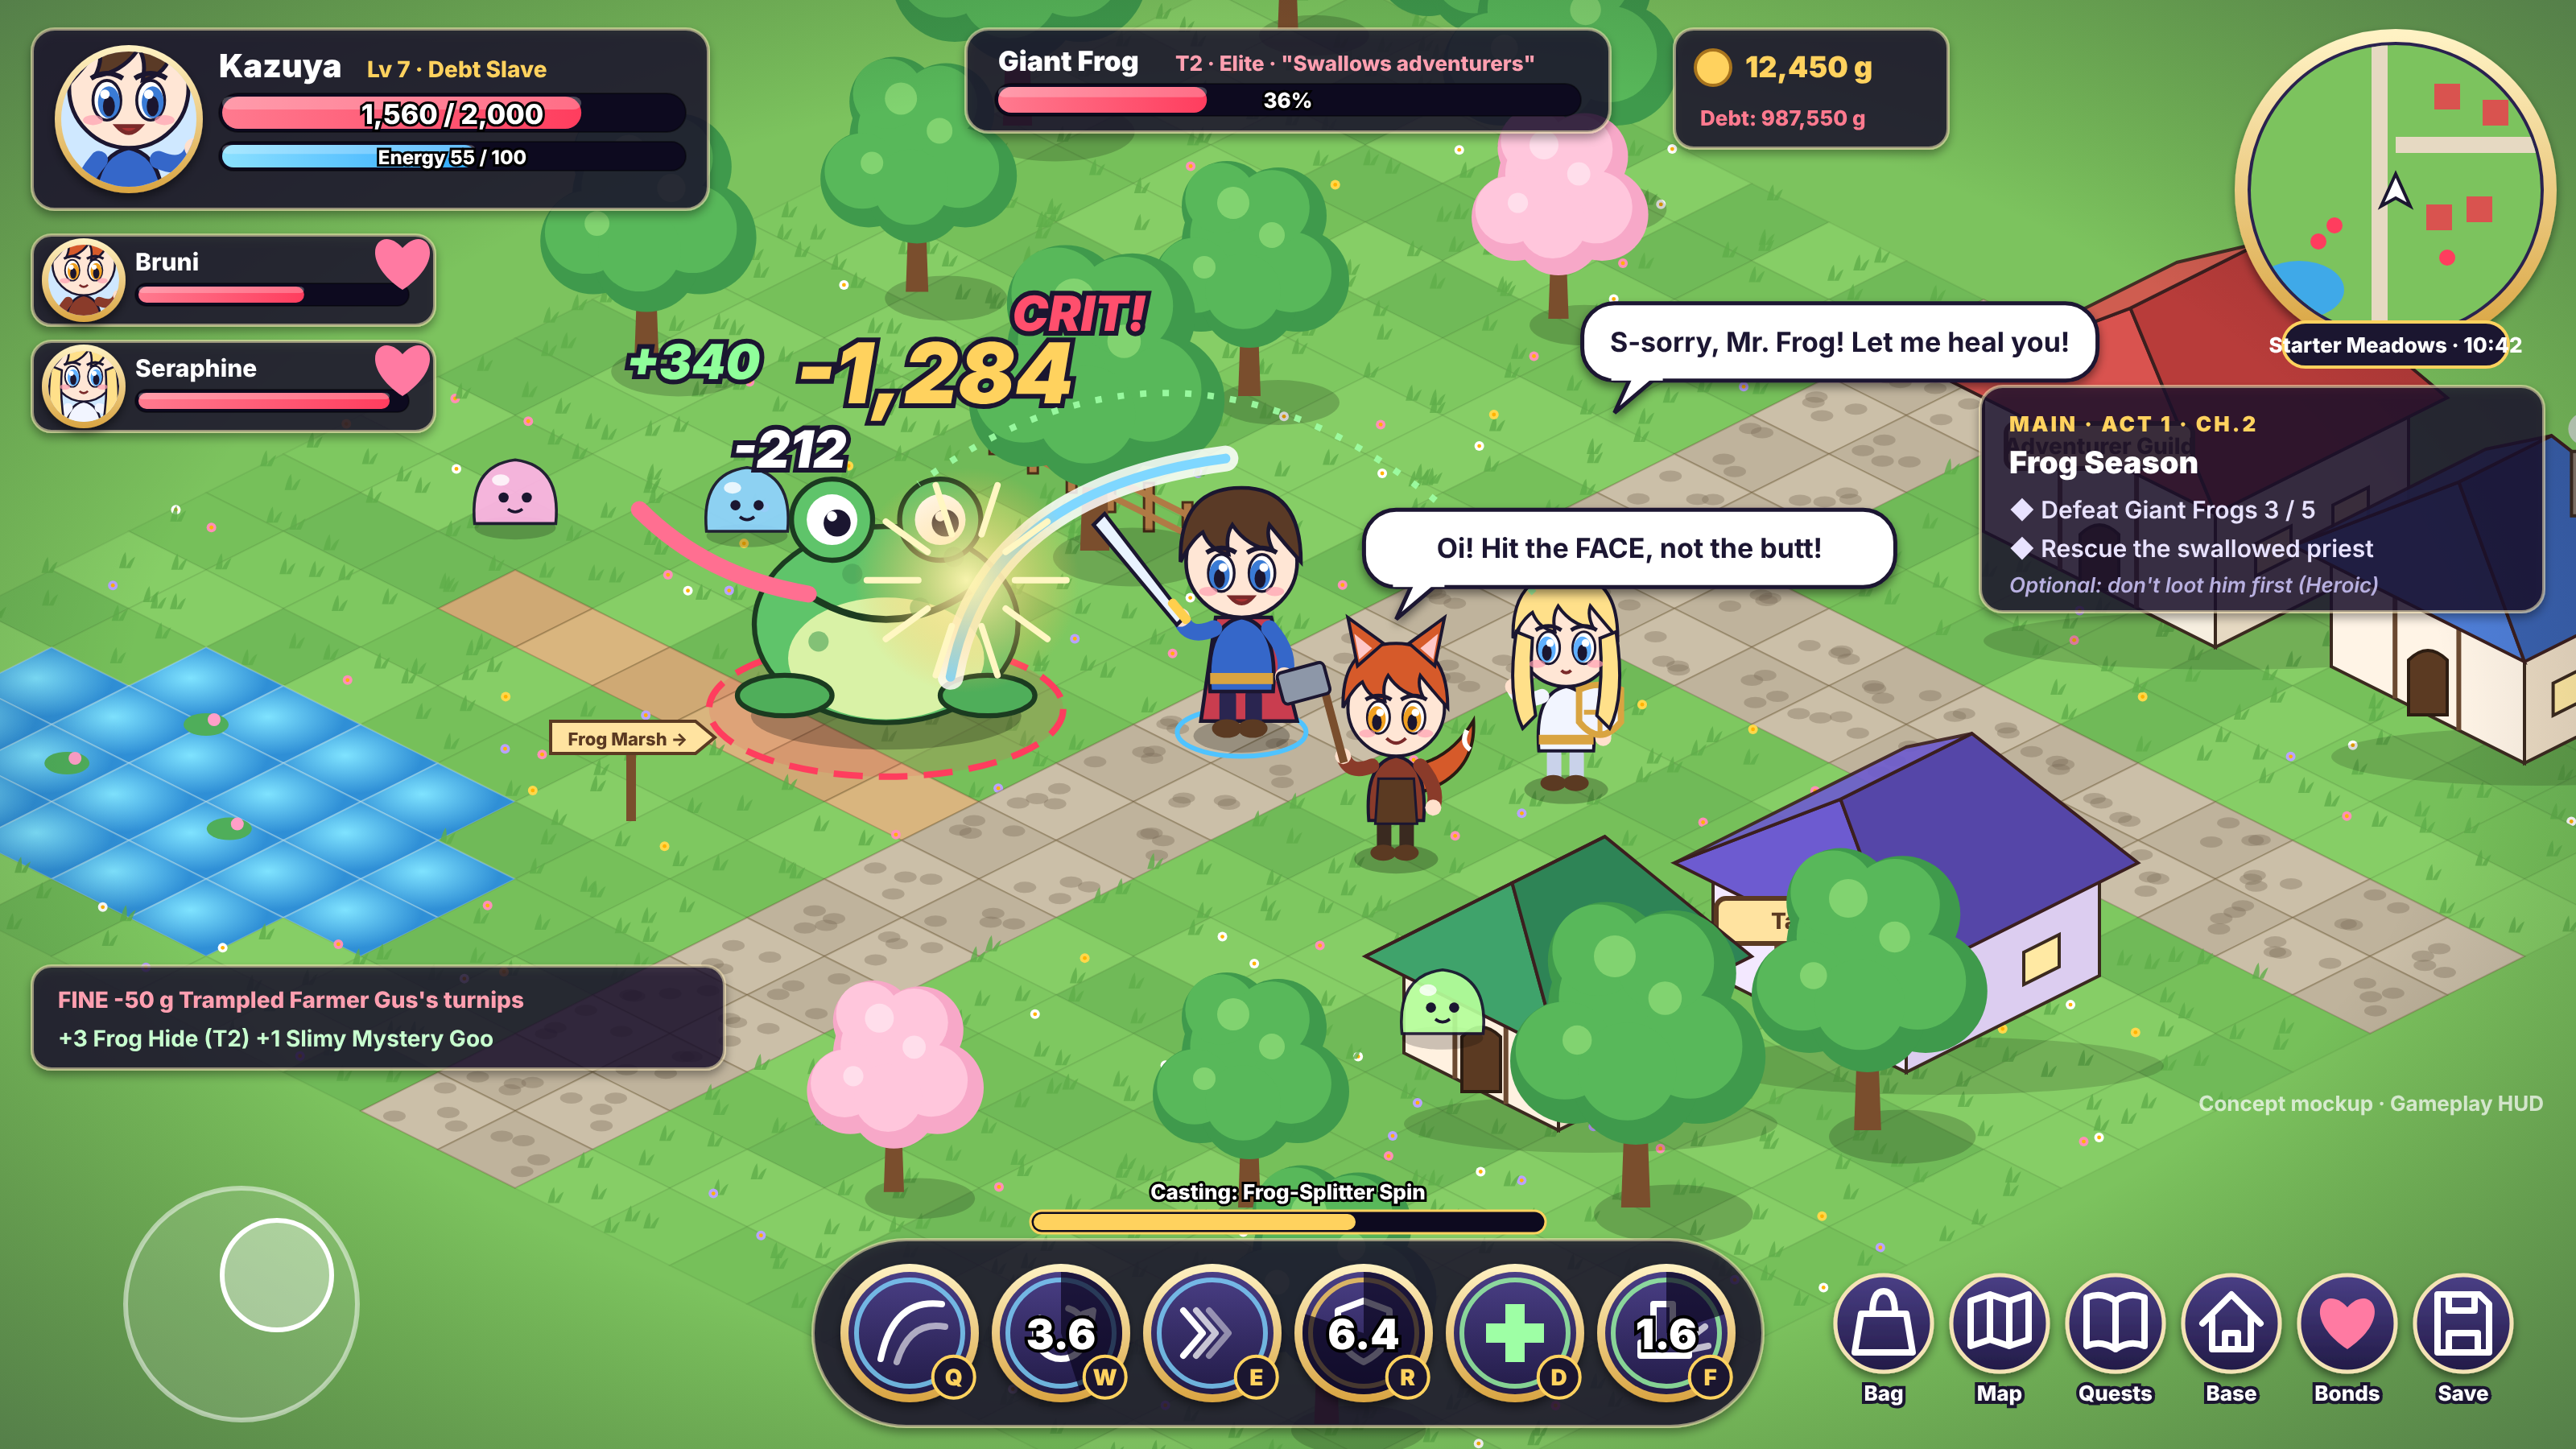 Kazuya Lv 7 · Debt Slave
1,560 / 2,000
Energy 55 / 100
Bruni
Seraphine
Giant Frog T2 · Elite · "Swallows adventurers"
36%
12,450 g
Debt: 987,550 g
Starter Meadows · 10:42
MAIN · ACT 1 · CH.2
Adventurer Guild
Frog Season
Defeat Giant Frogs 3 / 5
Rescue the swallowed priest
Optional: don't loot him first (Heroic)
CRIT!
+340
-1,284
-212
S-sorry, Mr. Frog! Let me heal you!
Oi! Hit the FACE, not the butt!
Frog Marsh →
FINE -50 g Trampled Farmer Gus's turnips
+3 Frog Hide (T2) +1 Slimy Mystery Goo
Concept mockup · Gameplay HUD
Casting: Frog-Splitter Spin
3.6 6.4 1.6
Q W E R D F
Bag Map Quests Base Bonds Save